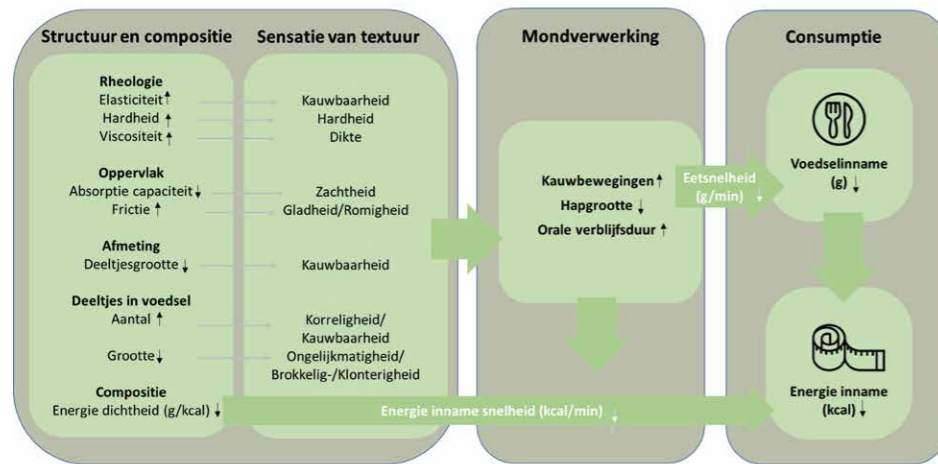 Structuur en compositie
Sensatie van textuur
Mondverwerking
Consumptie
Rheologie
Elasticiteit ↑
Kauwbaarheid
Hardheid ↑
Hardheid
Viscositeit ↑
Dikte
Oppervlak
Absorptie capaciteit ↓
Zachtheid
Frictie ↑
Gladheid/Romigheid
Afmeting
Deeltjesgrootte ↓
Kauwbaarheid
Deeltjes in voedsel
Aantal ↑
Korreligheid/
Kauwbaarheid
Grootte ↓
Ongelijkmatigheid/
Brokkelig-/Klonterigheid
Compositie
Energie dichtheid (g/kcal) ↓
Energie inname snelheid (kcal/min) ↓
Kauwbewegingen ↑
Hapgrootte ↓
Orale verblijfsduur ↑
Eetsnelheid
(g/min) ↓
Voedselinname
(g) ↓
Energie inname
(kcal) ↓